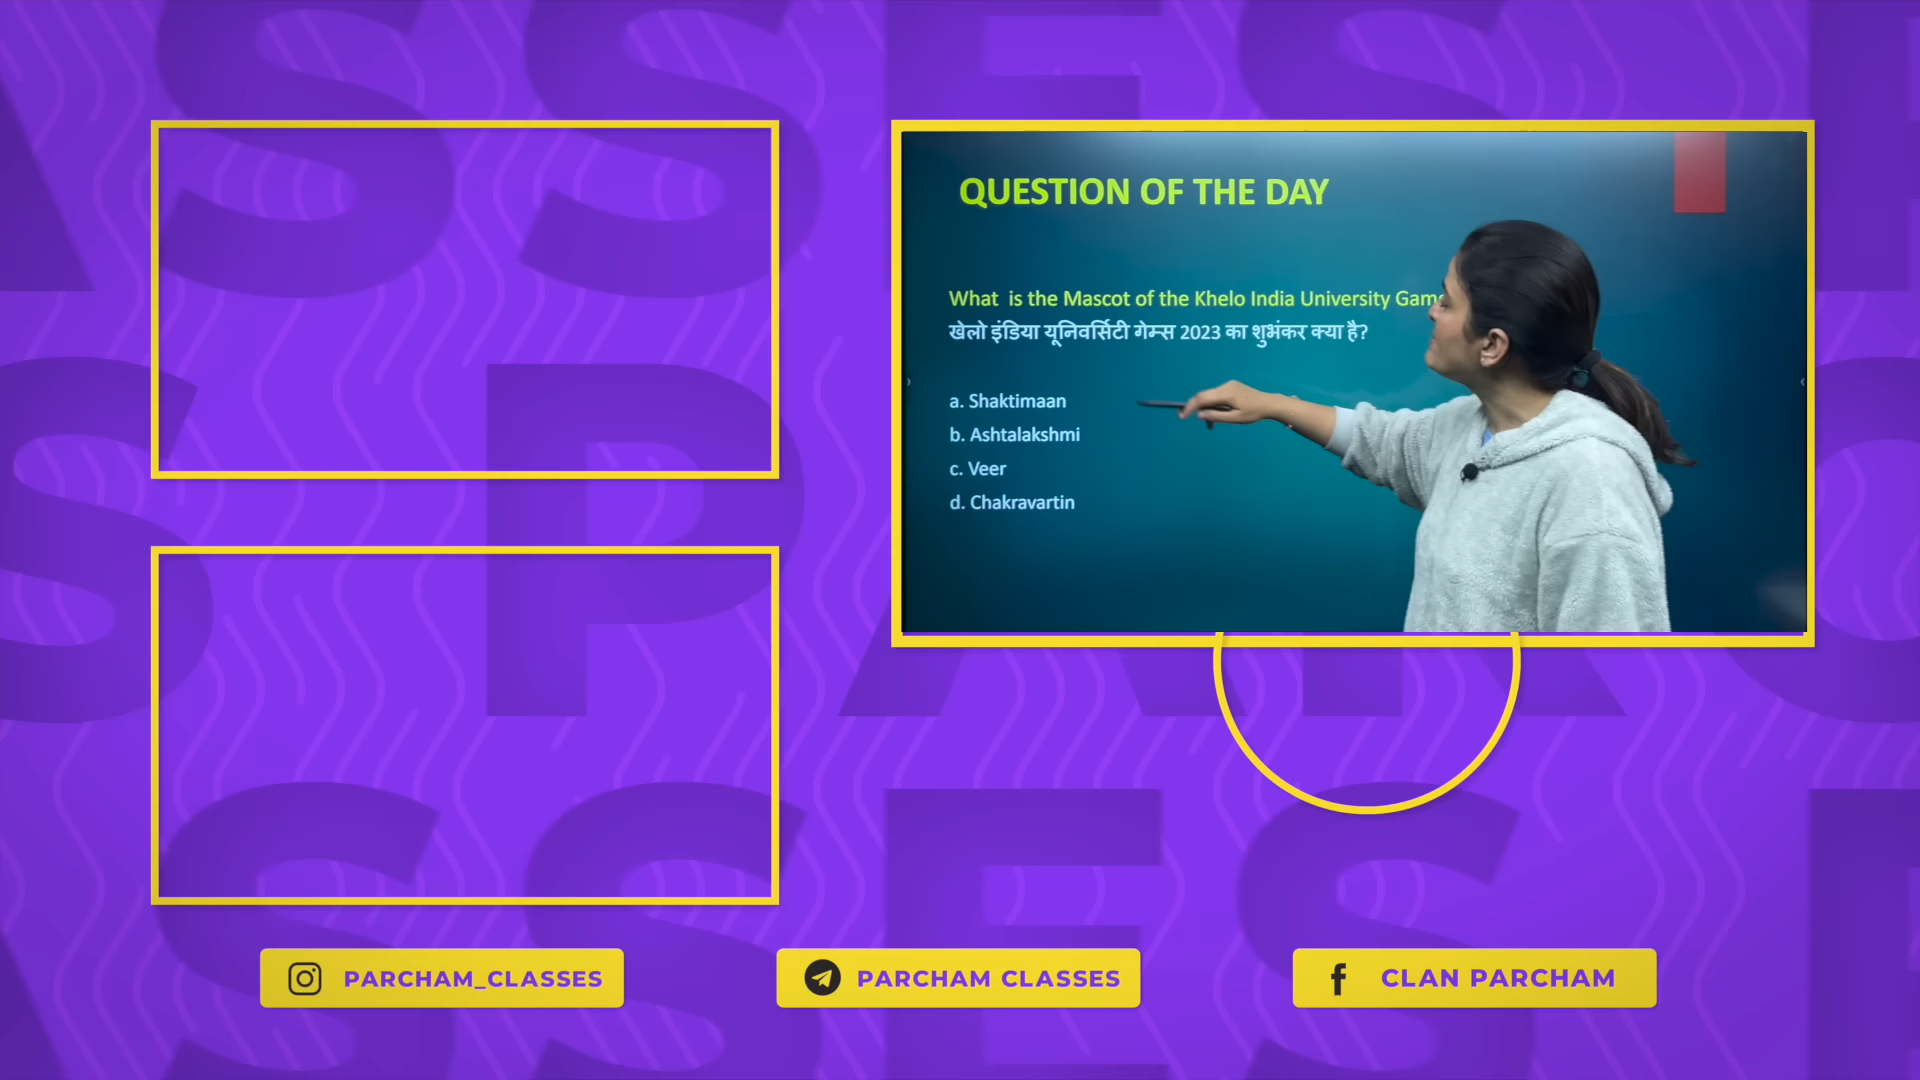 QUESTION OF THE DAY
What is the Mascot of the Khelo India University
खेलो इंडिया यूनिवर्सिटी गेम्स 2023 का शुभंकर क्या है?
a. Shaktimaan
b. Ashtalakshmi
c. Veer
d. Chakravartin
PARCHAM_CLASSES
PARCHAM CLASSES
CLAN PARCHAM